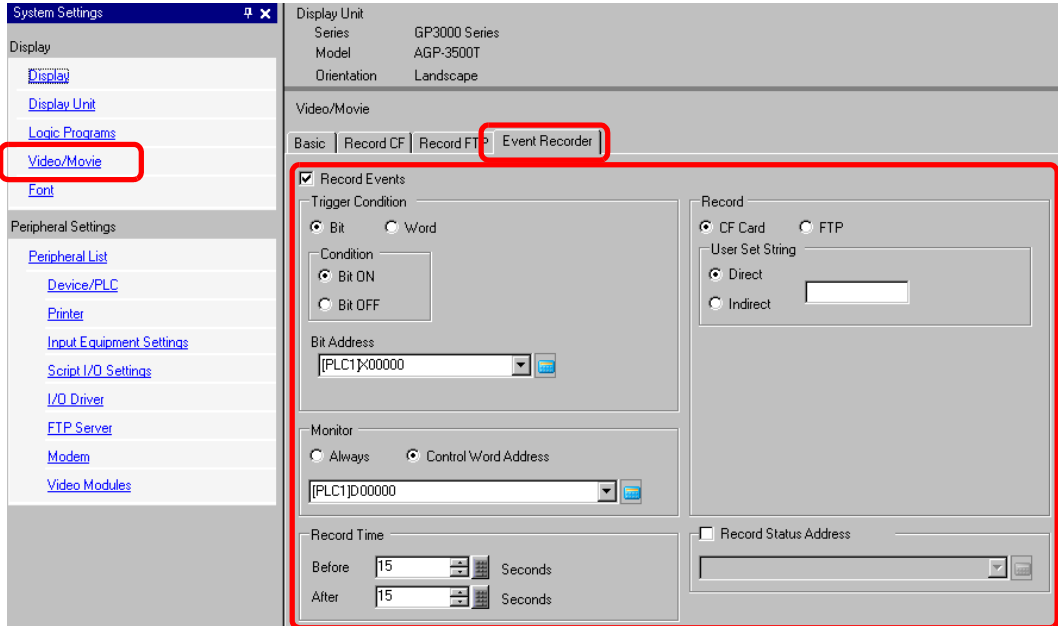 System Settings
Display
Display
Display Unit
Logic Programs
Video/Movie
Font
Peripheral Settings
Peripheral List
Device/PLC
Printer
Input Equipment Settings
Script I/O Settings
I/O Driver
FTP Server
Modem
Video Modules
Display Unit
Series GP3000 Series
Model AGP-3500T
Orientation Landscape
Video/Movie
Basic Record CF Record FTP Event Recorder
Record Events
Trigger Condition
Bit Word
Condition
Bit ON
Bit OFF
Bit Address
[PLC1]X00000
Monitor
Always Control Word Address
[PLC1]D00000
Record Time
Before 15 Seconds
After 15 Seconds
Record
CF Card FTP
User Set String
Direct
Indirect
Record Status Address